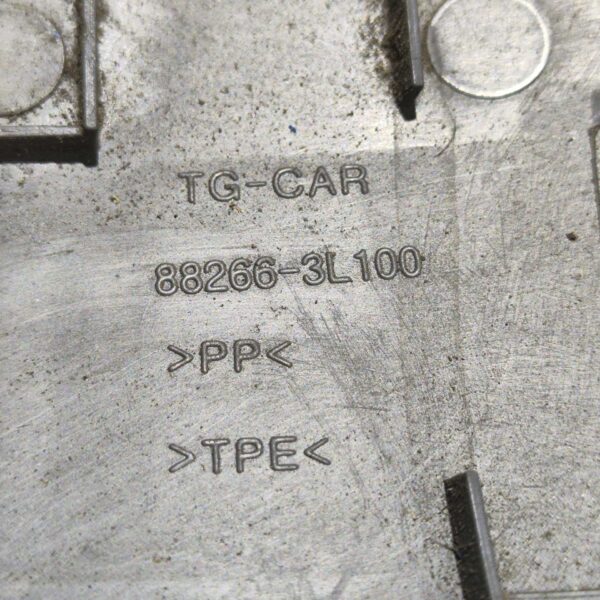 TG-CAR
88266-3L100
>PP<
>TPE<